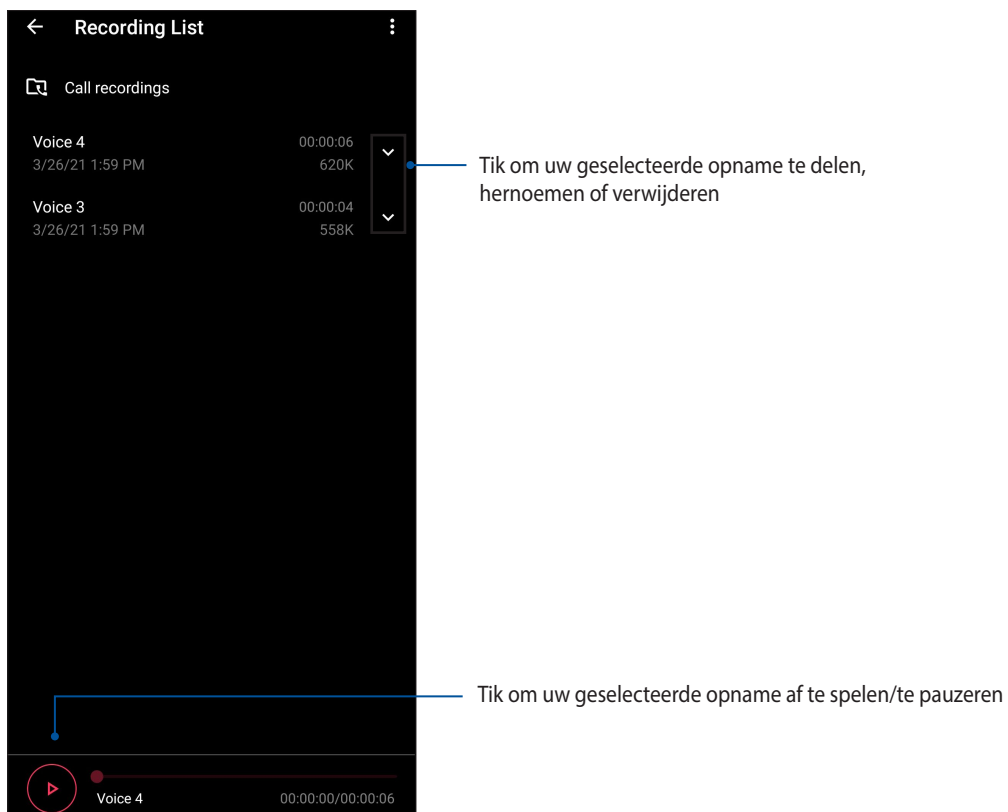 Recording List
Call recordings
Voice 4 00:00:06
3/26/21 1:59 PM 620K
Tik om uw geselecteerde opname te delen,
hernoemen of verwijderen
Voice 3 00:00:04
3/26/21 1:59 PM 558K
Tik om uw geselecteerde opname af te spelen/te pauzeren
Voice 4 00:00:00/00:00:06